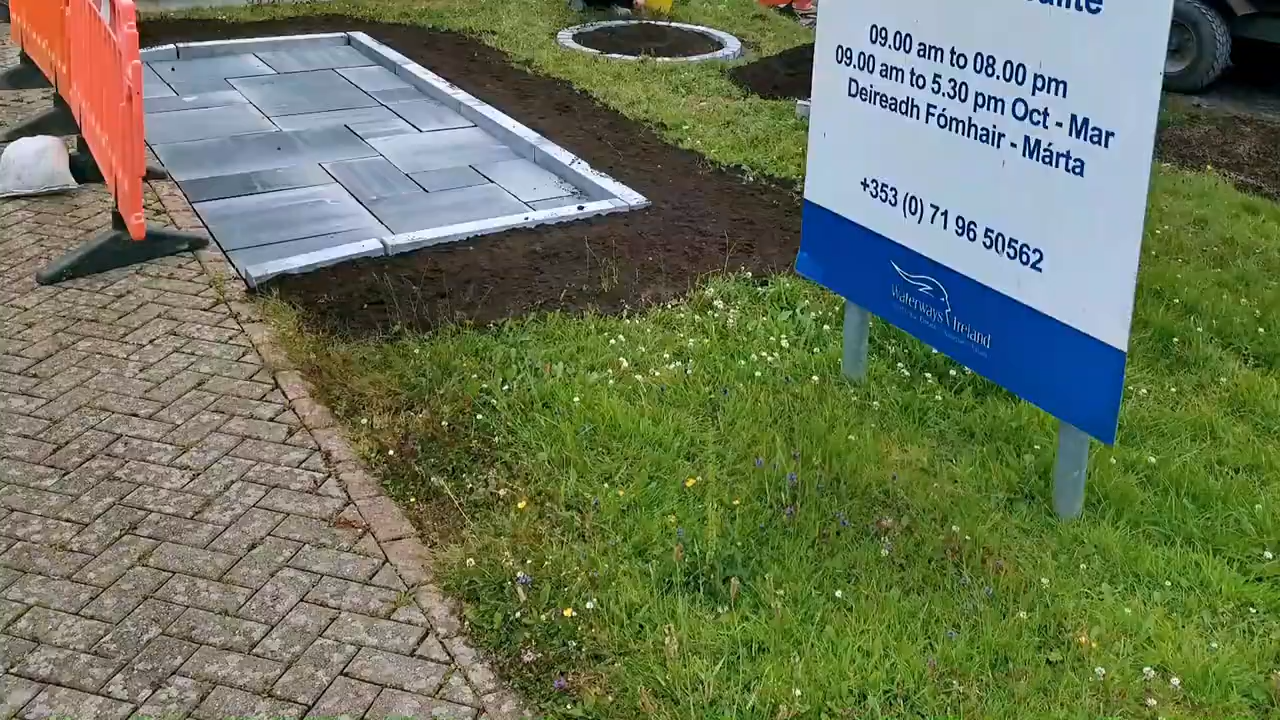 09.00 am to 08.00 pm
09.00 am to 5.30 pm Oct - Mar
Deireadh Fómhair - Márta
+353 (0) 71 96 50562
Waterways Ireland